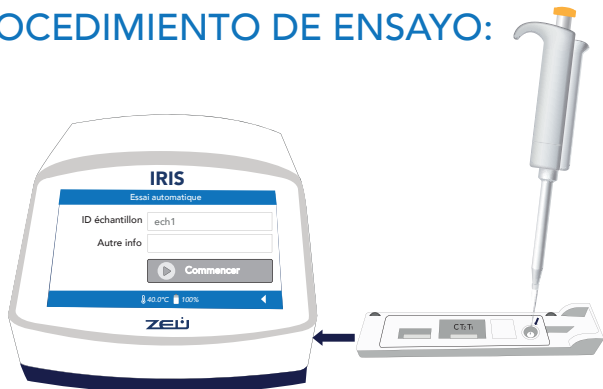 OCEDIMIENTO DE ENSAYO:
IRIS
Essai automatique
ID échantillon ech1
Autre info
Commencer
40.0°C 100%
ZEU
CT₂T₁